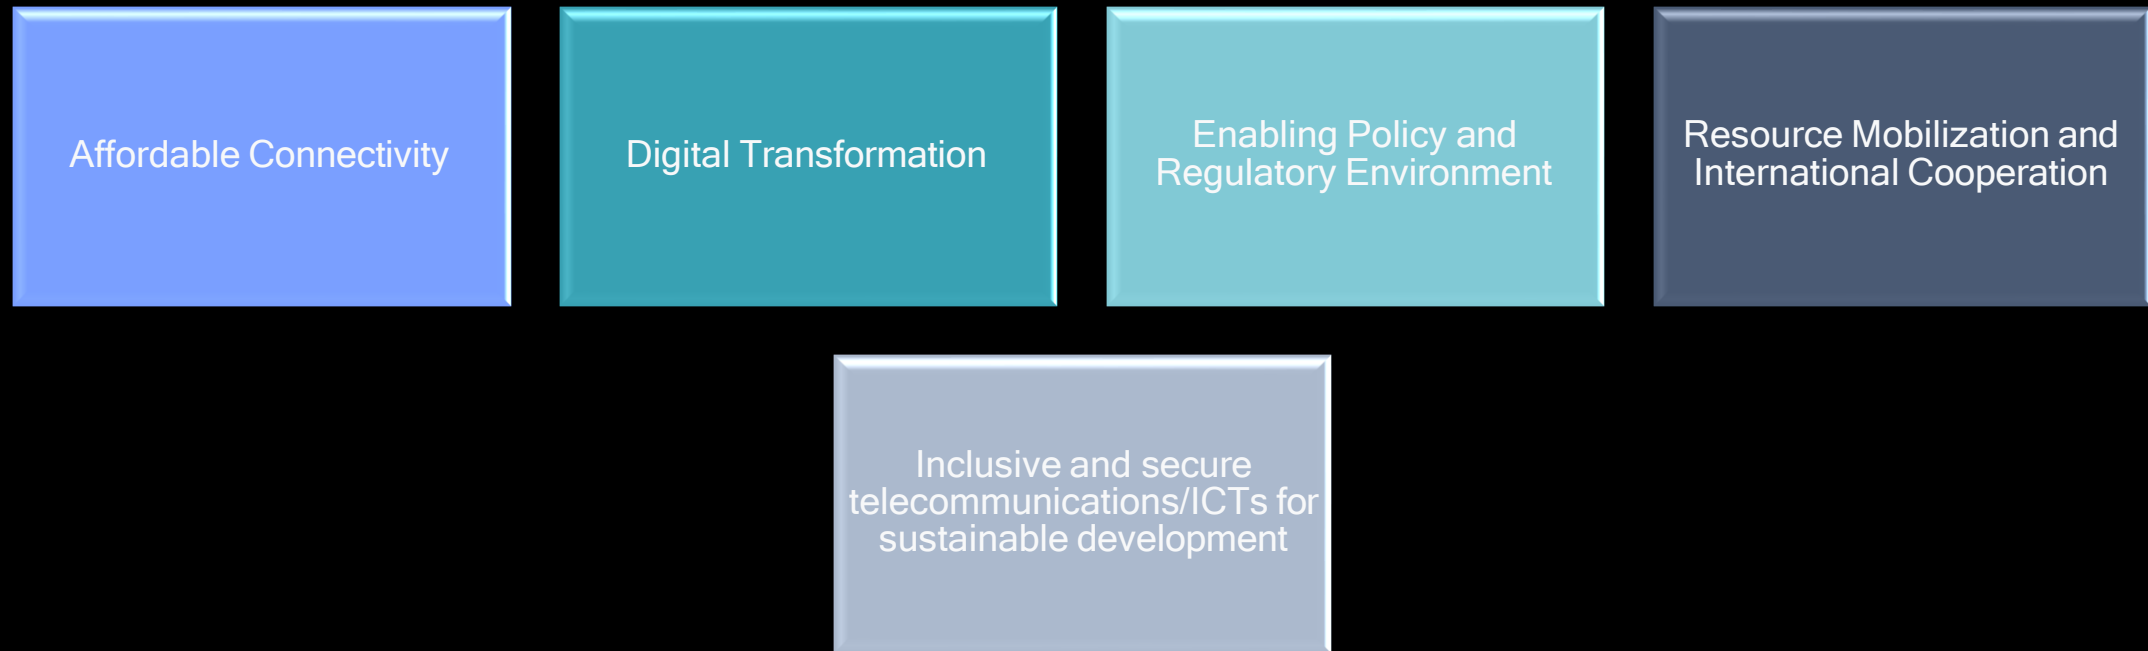 Affordable Connectivity
Digital Transformation
Enabling Policy and
Regulatory Environment
Resource Mobilization and
International Cooperation
Inclusive and secure
telecommunications/ICTs for
sustainable development